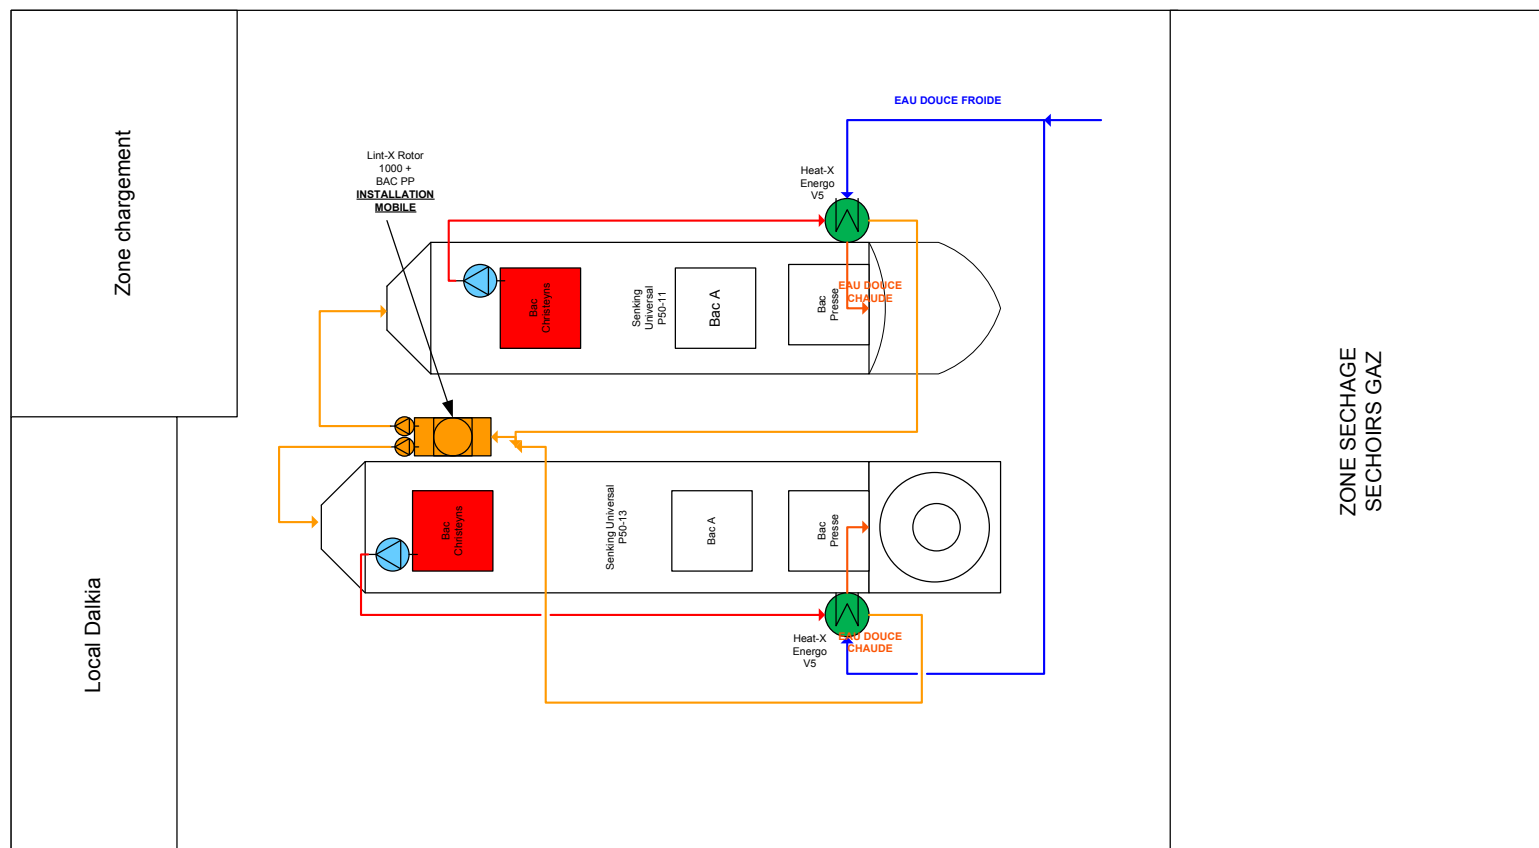 Zone chargement
Local Dalkia
Lint-X Rotor
1000 +
BAC PP
INSTALLATION
MOBILE
EAU DOUCE FROIDE
Heat-X
Energo
V5
Bac
Christeyns
Senking
Universal
P50-11
Bac A
Bac
Presse
EAU DOUCE
CHAUDE
Bac
Christeyns
Senking Universal
P50-13
Bac A
Bac
Presse
Heat-X
Energo
V5
EAU DOUCE
CHAUDE
ZONE SECHAGE
SECHOIRS GAZ